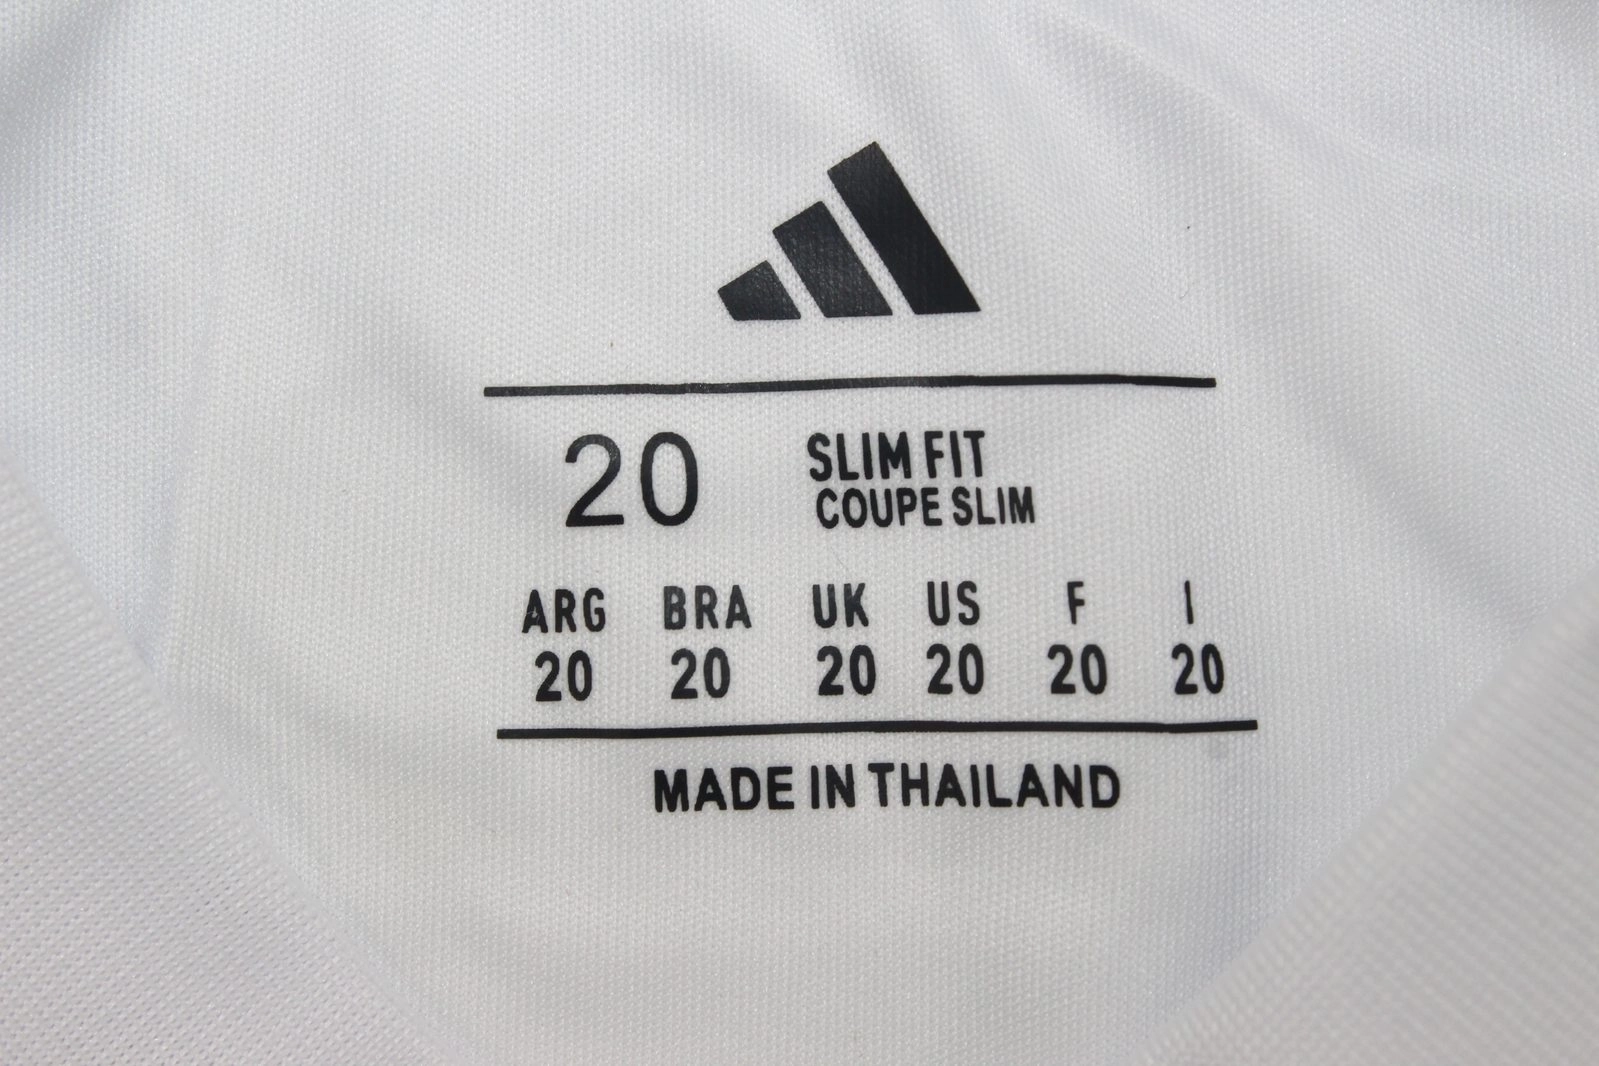 20 SLIM FIT
COUPE SLIM
ARG BRA UK US F I
20 20 20 20 20 20
MADE IN THAILAND